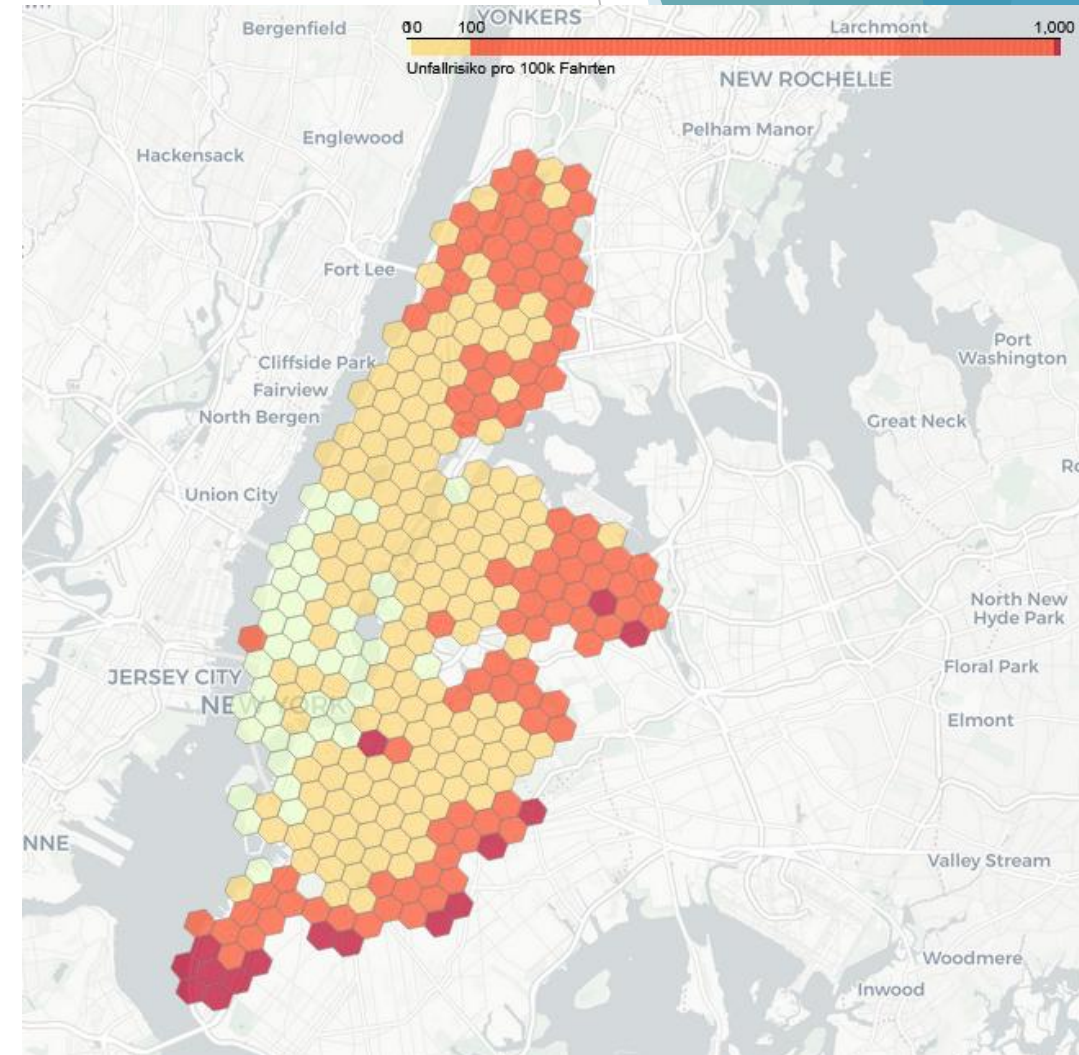 YONKERS
Bergenfield
Larchmont
100
1,000
Unfallrisiko pro 100k Fahrten
NEW ROCHELLE
Pelham Manor
Englewood
Hackensack
Fort Lee
Port
Washington
Cliffside Park
Fairview
North Bergen
Great Neck
Union City
North New
Hyde Park
Floral Park
JERSEY CITY
NEW YORK
Elmont
NNE
Valley Stream
Woodmere
Inwood